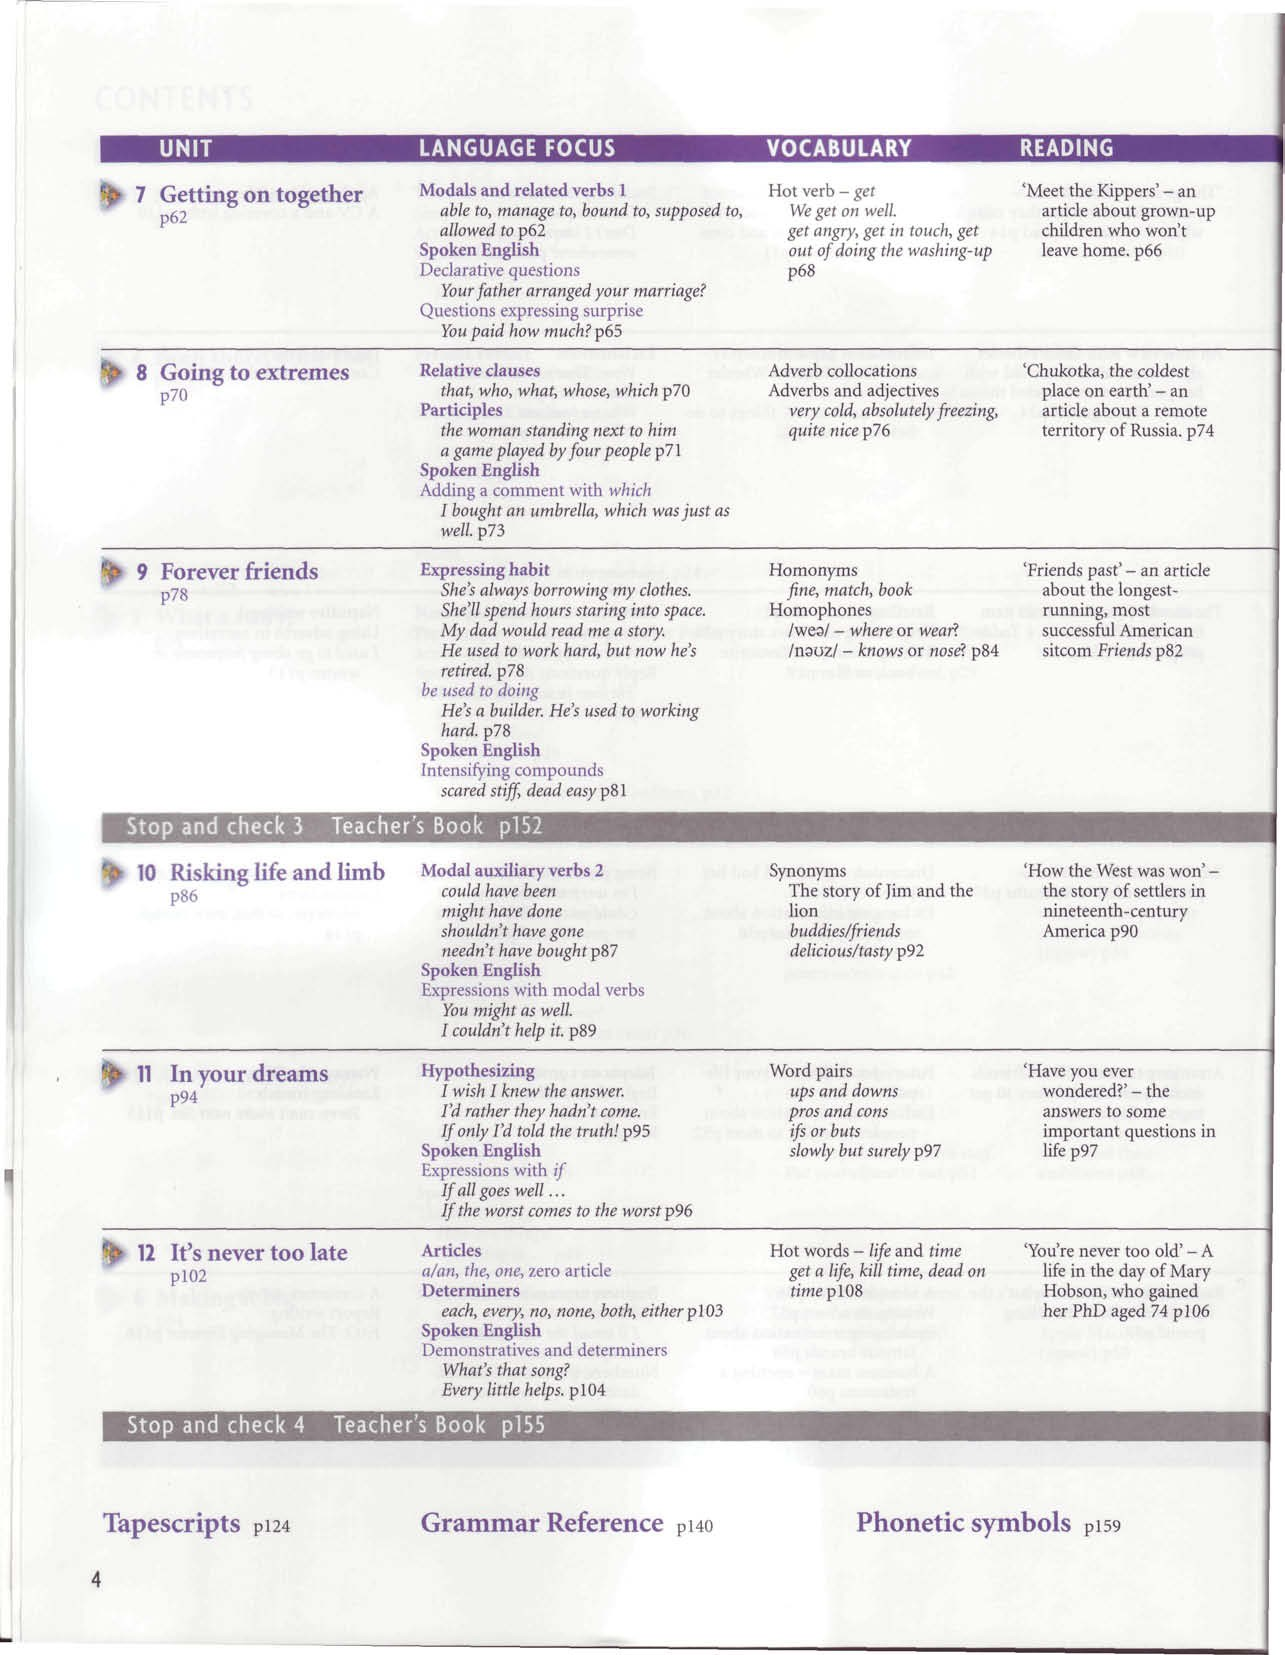 CONTENTS
UNIT LANGUAGE FOCUS VOCABULARY READING
7 Getting on together
p62
Modals and related verbs 1
able to, manage to, bound to, supposed to,
allowed to p62
Spoken English
Declarative questions
Your father arranged your marriage?
Questions expressing surprise
You paid how much? p65
Hot verb – get
We get on well.
get angry, get in touch, get
out of doing the washing-up
p68
‘Meet the Kippers’ – an
article about grown-up
children who won’t
leave home. p66
8 Going to extremes
p70
Relative clauses
that, who, what, whose, which p70
Participles
the woman standing next to him
a game played by four people p71
Spoken English
Adding a comment with which
I bought an umbrella, which was just as
well. p73
Adverb collocations
Adverbs and adjectives
very cold, absolutely freezing,
quite nice p76
‘Chukotka, the coldest
place on earth’ – an
article about a remote
territory of Russia. p74
9 Forever friends
p78
Expressing habit
She’s always borrowing my clothes.
She’ll spend hours staring into space.
My dad would read me a story.
He used to work hard, but now he’s
retired. p78
be used to doing
He’s a builder. He’s used to working
hard. p78
Spoken English
Intensifying compounds
scared stiff, dead easy p81
Homonyms
fine, match, book
Homophones
/weə/ – where or wear?
/nəʊz/ – knows or nose? p84
‘Friends past’ – an article
about the longest-
running, most
successful American
sitcom Friends p82
Stop and check 3 Teacher’s Book p152
10 Risking life and limb
p86
Modal auxiliary verbs 2
could have been
might have done
shouldn’t have gone
needn’t have bought p87
Spoken English
Expressions with modal verbs
You might as well.
I couldn’t help it. p89
Synonyms
The story of Jim and the
lion
buddies/friends
delicious/tasty p92
‘How the West was won’ –
the story of settlers in
nineteenth-century
America p90
11 In your dreams
p94
Hypothesizing
I wish I knew the answer.
I’d rather they hadn’t come.
If only I’d told the truth! p95
Spoken English
Expressions with if
If all goes well ...
If the worst comes to the worst p96
Word pairs
ups and downs
pros and cons
ifs or buts
slowly but surely p97
‘Have you ever
wondered?’ – the
answers to some
important questions in
life p97
12 It’s never too late
p102
Articles
a/an, the, one, zero article
Determiners
each, every, no, none, both, either p103
Spoken English
Demonstratives and determiners
What’s that song?
Every little helps. p104
Hot words – life and time
get a life, kill time, dead on
time p108
‘You’re never too old’ – A
life in the day of Mary
Hobson, who gained
her PhD aged 74 p106
Stop and check 4 Teacher’s Book p155
Tapescripts p124 Grammar Reference p140 Phonetic symbols p159
4